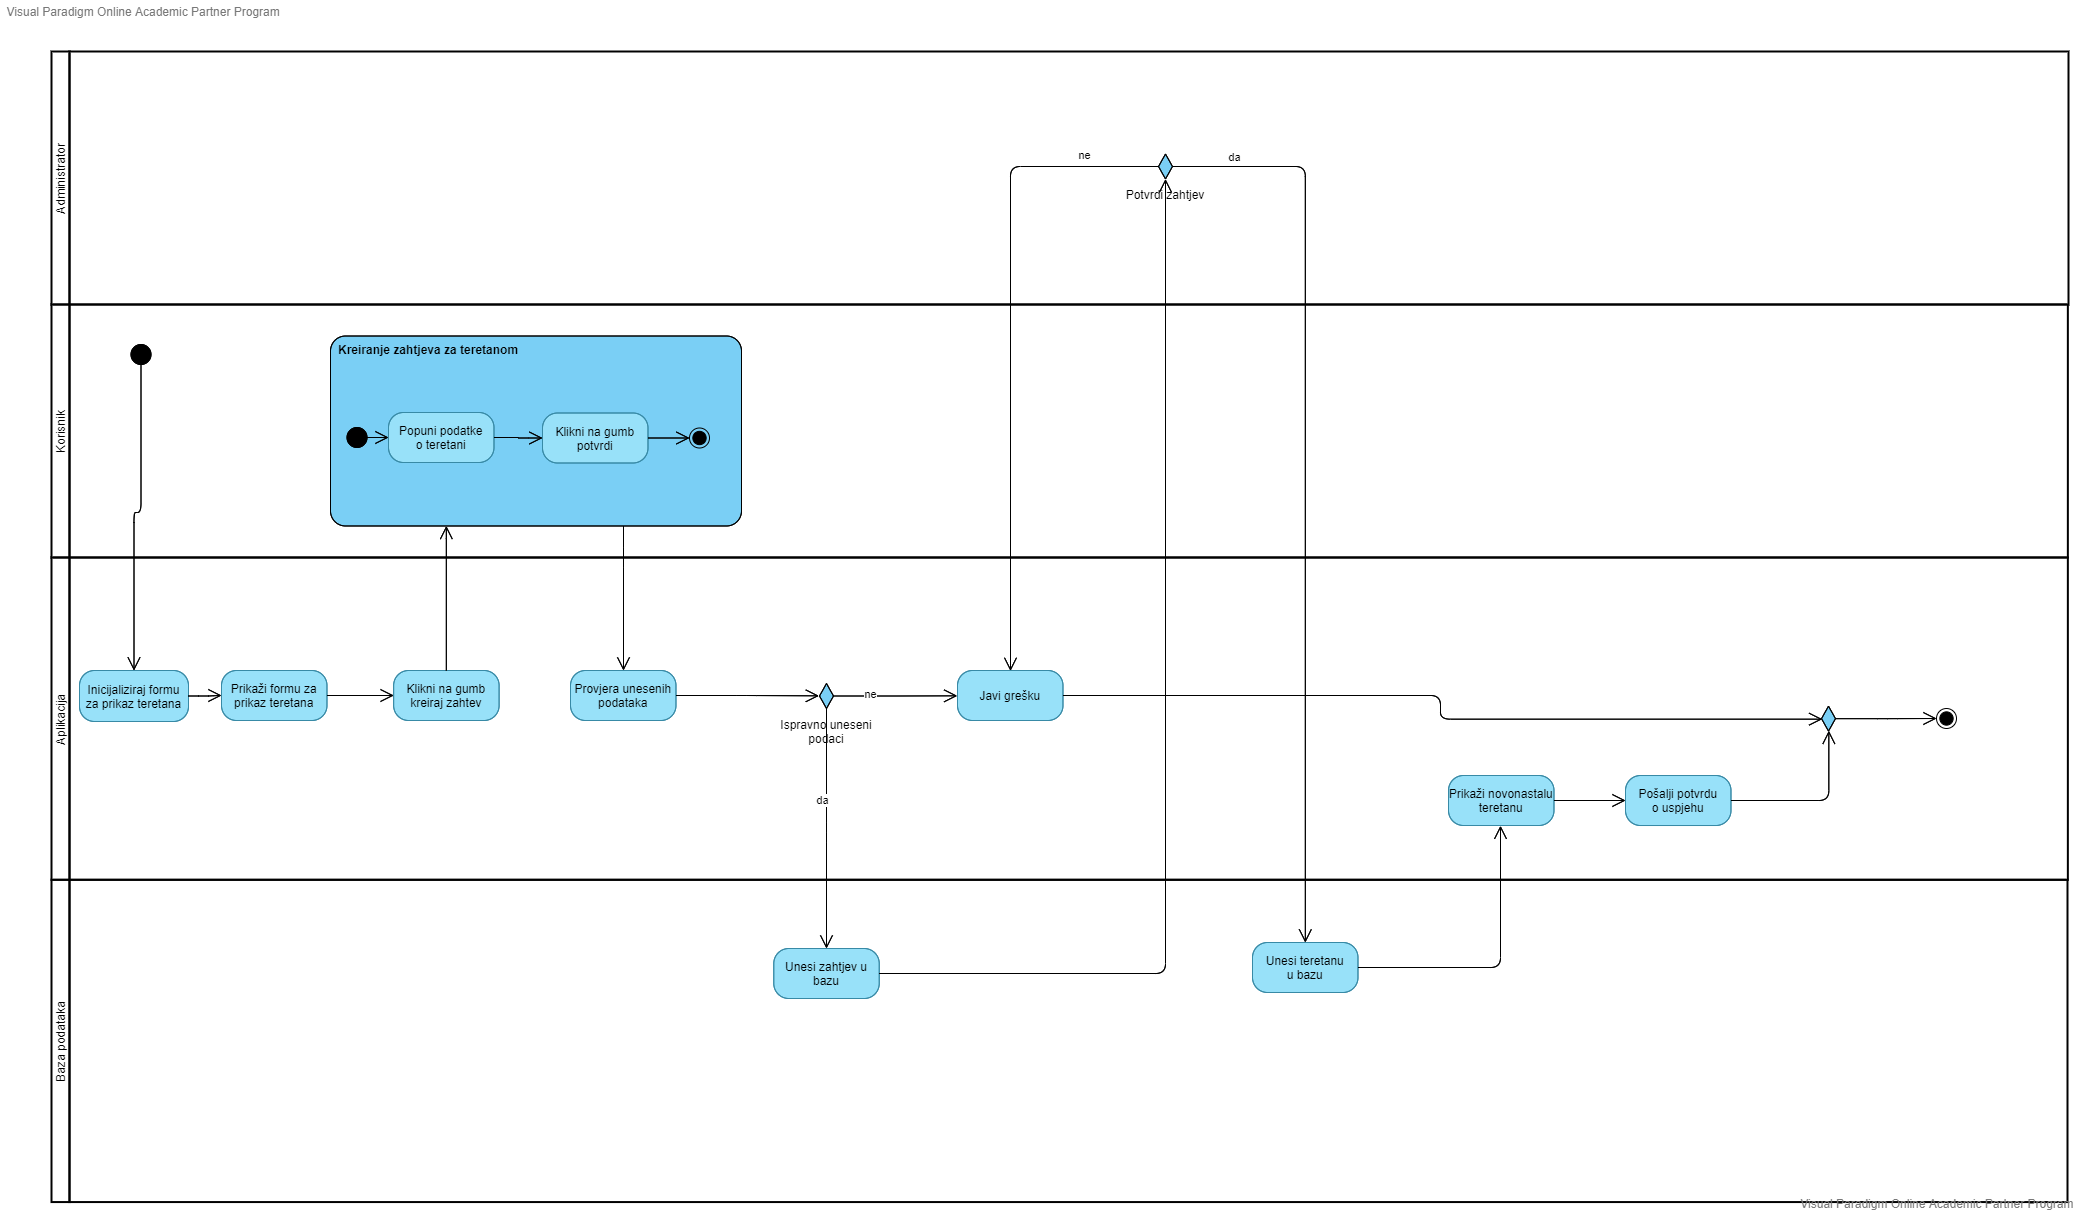 Visual Paradigm Online Academic Partner Program
Administrator
ne
da
Potvrdi zahtjev
Korisnik
Kreiranje zahtjeva za teretanom
Popuni podatke
o teretani
Klikni na gumb
potvrdi
Aplikacija
Inicijaliziraj formu
za prikaz teretana
Prikaži formu za
prikaz teretana
Klikni na gumb
kreiraj zahtev
Provjera unesenih
podataka
ne
Ispravno uneseni
podaci
da
Javi grešku
Prikaži novonastalu
teretanu
Pošalji potvrdu
o uspjehu
Baza podataka
Unesi zahtjev u
bazu
Unesi teretanu
u bazu
Visual Paradigm Online Academic Partner Program